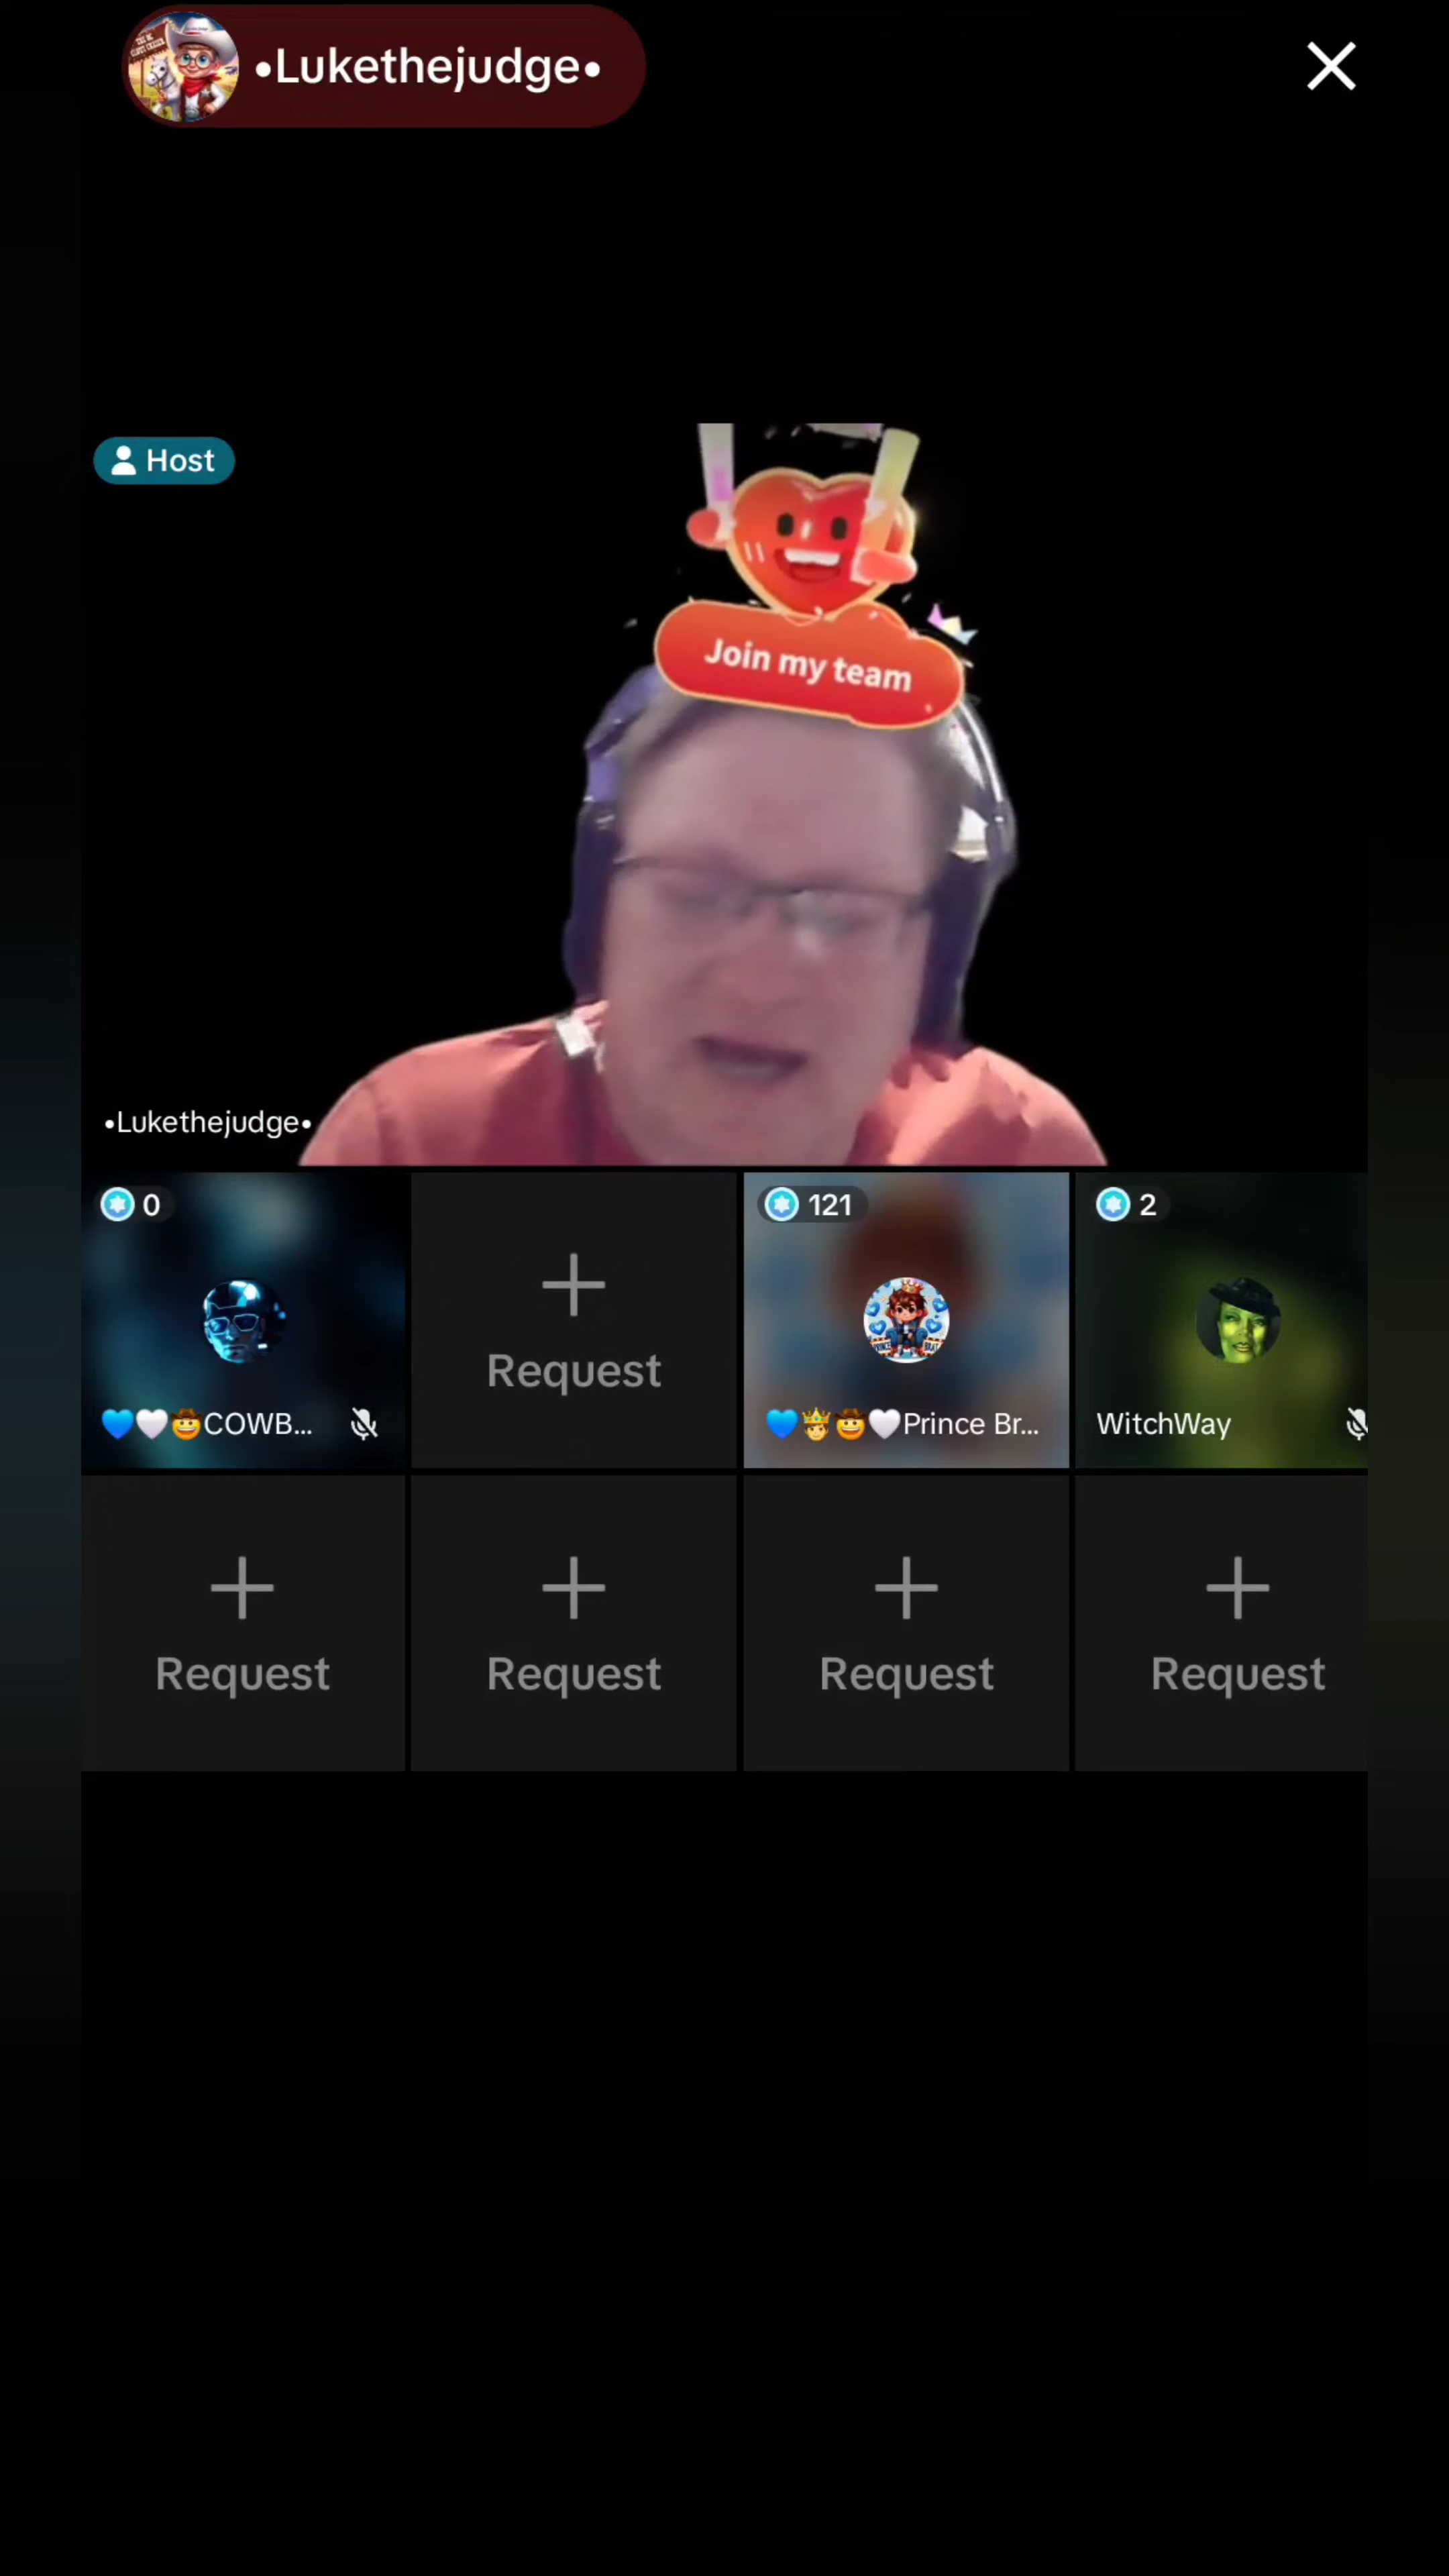 •Lukethejudge•
Host
Join my team
•Lukethejudge•
0
121
2
Request
💙🤍🤠COWB...
💙🤴🤠🤍Prince Br...
WitchWay
Request
Request
Request
Request